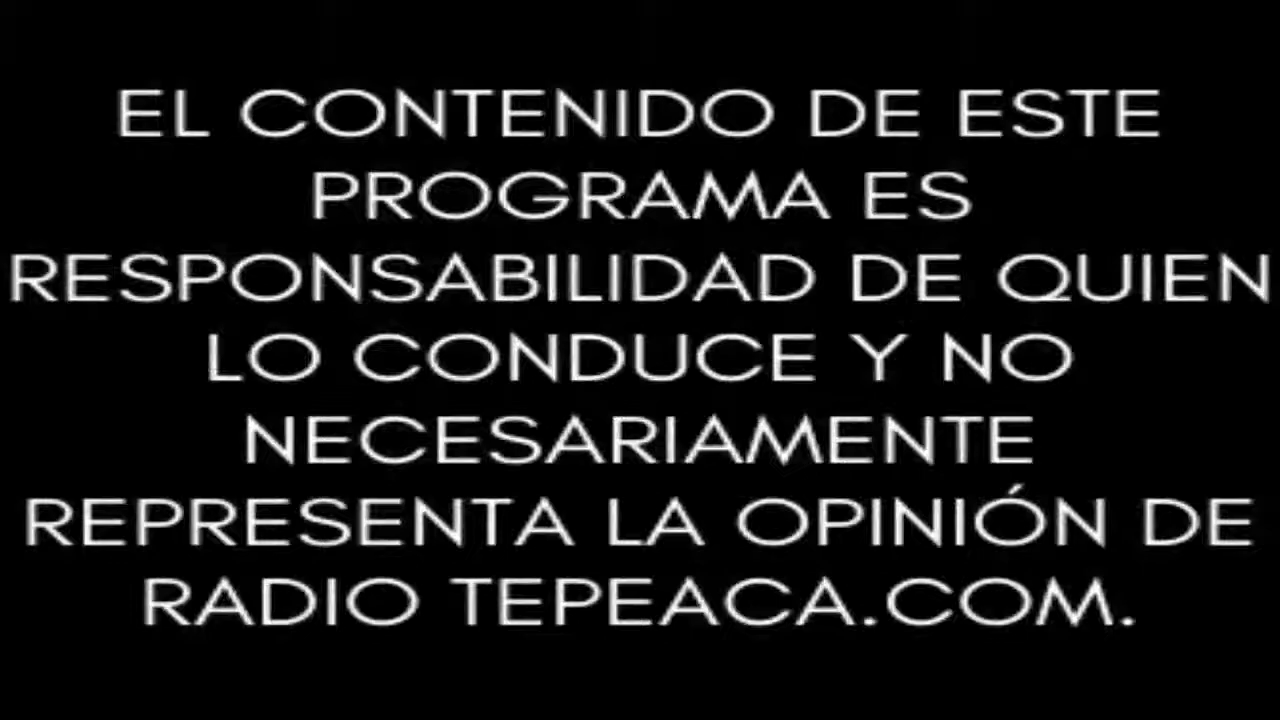 EL CONTENIDO DE ESTE
PROGRAMA ES
RESPONSABILIDAD DE QUIEN
LO CONDUCE Y NO
NECESARIAMENTE
REPRESENTA LA OPINIÓN DE
RADIO TEPEACA.COM.